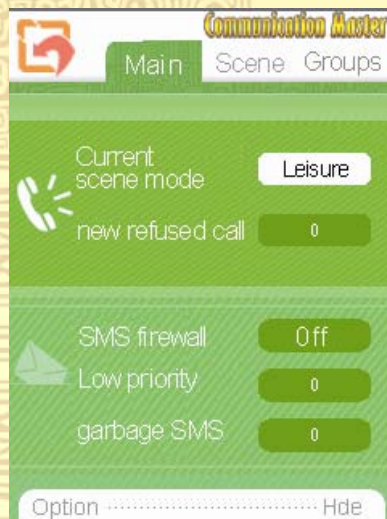 Communication Master
Main Scene Groups
Current
scene mode
Leisure
new refused call 0
SMS firewall Off
Low priority 0
garbage SMS 0
Option Hde